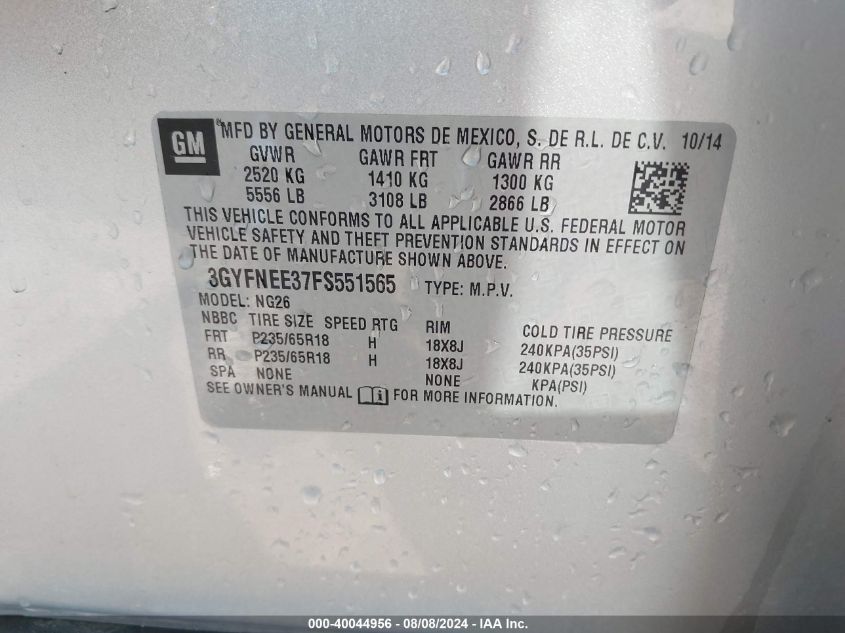 GM
MFD BY GENERAL MOTORS DE MEXICO, S. DE R.L. DE C.V. 10/14
GVWR GAWR FRT GAWR RR
2520 KG 1410 KG 1300 KG
5556 LB 3108 LB 2866 LB
THIS VEHICLE CONFORMS TO ALL APPLICABLE U.S. FEDERAL MOTOR
VEHICLE SAFETY AND THEFT PREVENTION STANDARDS IN EFFECT ON
THE DATE OF MANUFACTURE SHOWN ABOVE.
3GYFNEE37FS551565 TYPE: M.P.V.
MODEL: NG26
NBBC TIRE SIZE SPEED RTG RIM COLD TIRE PRESSURE
FRT P235/65R18 H 18X8J 240KPA(35PSI)
RR P235/65R18 H 18X8J 240KPA(35PSI)
SPA NONE NONE KPA(PSI)
SEE OWNER'S MANUAL i FOR MORE INFORMATION.
000-40044956 - 08/08/2024 - IAA Inc.